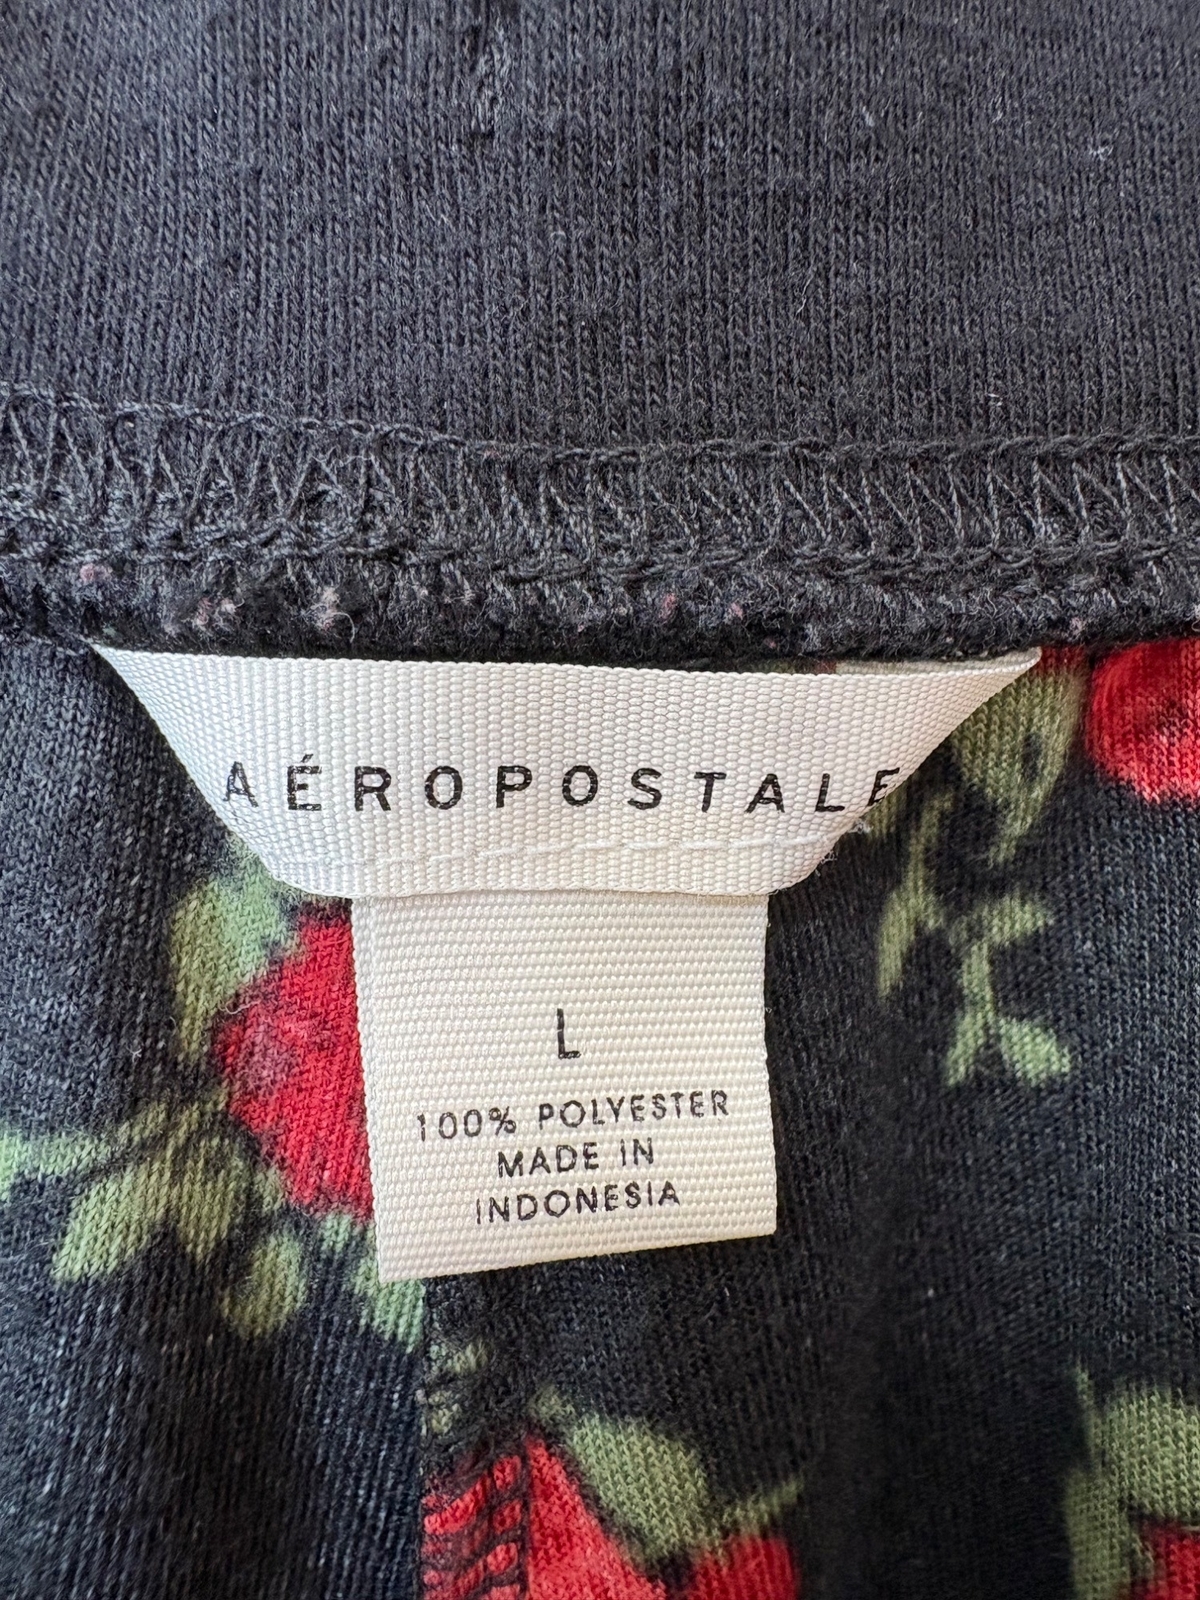 AÉROPOSTALE
L
100% POLYESTER
MADE IN
INDONESIA